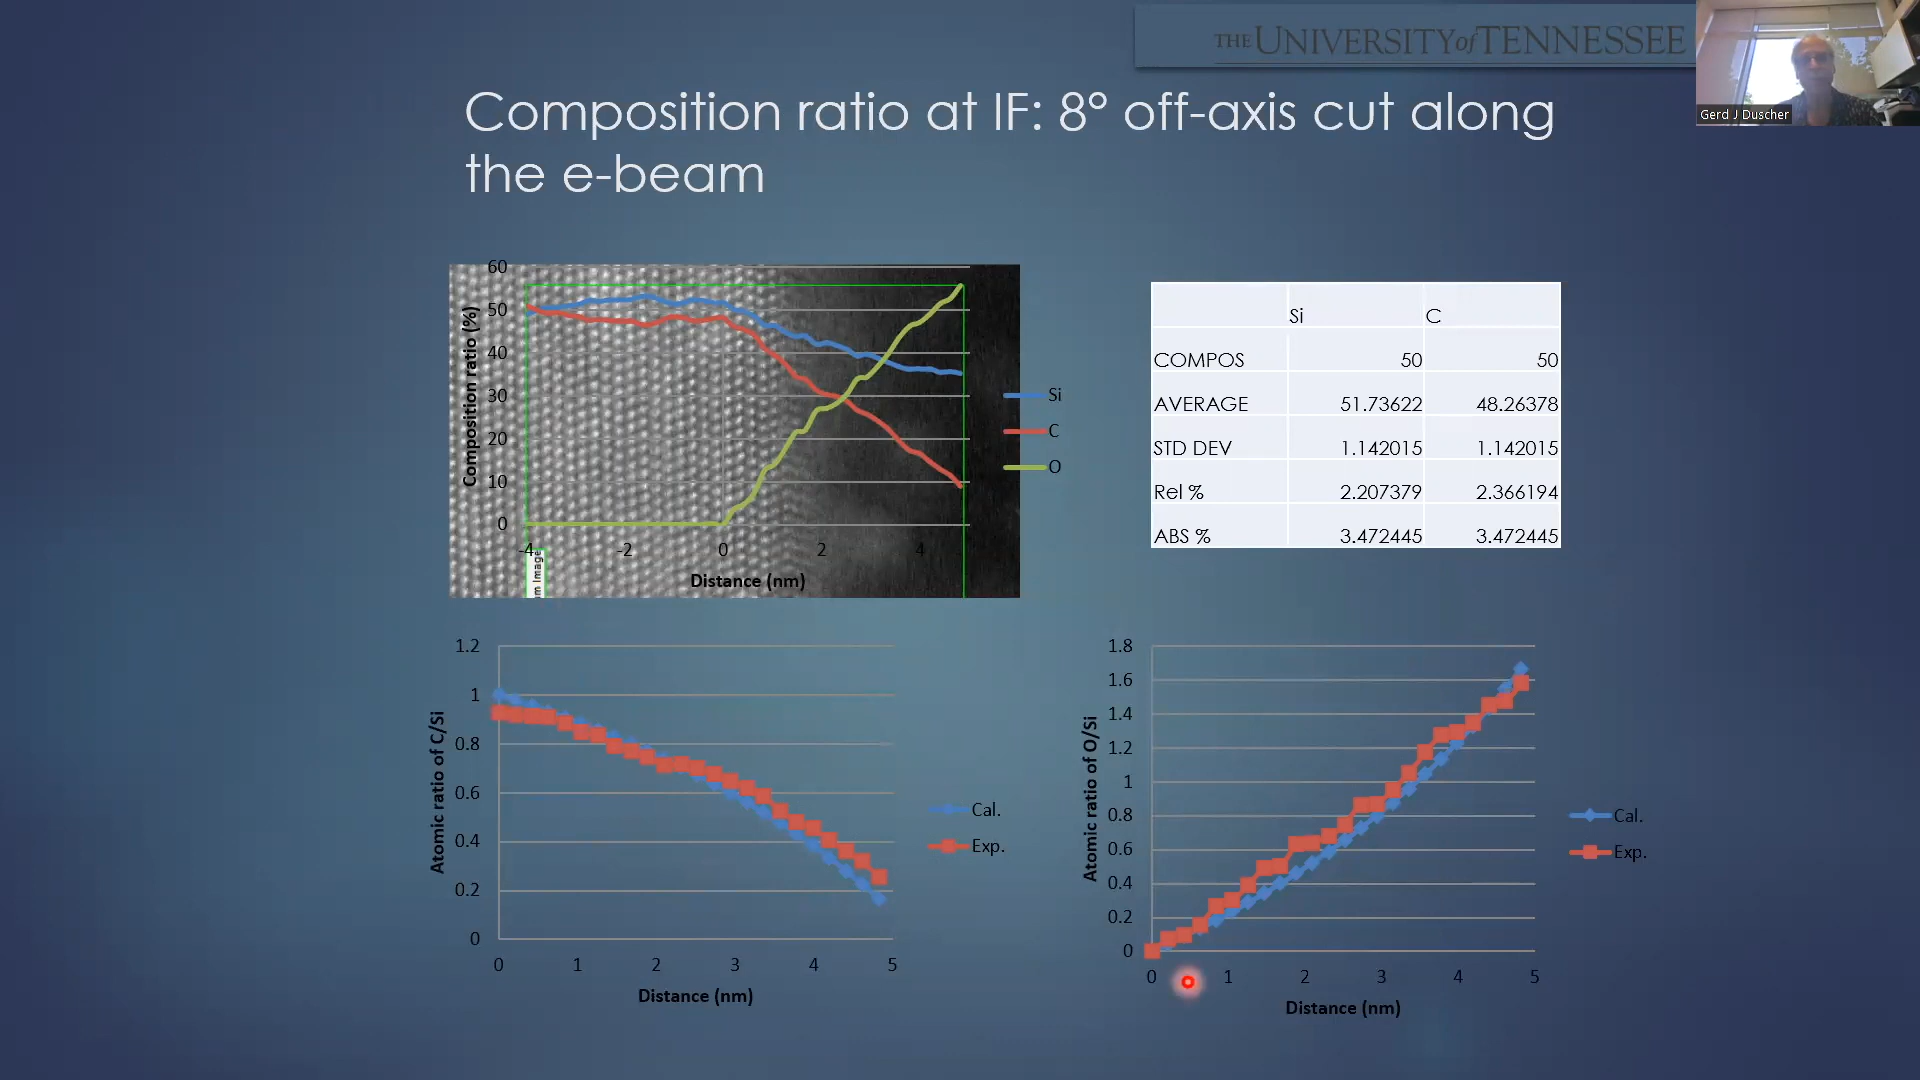 THE UNIVERSITY of TENNESSEE
Gerd J Duscher
Composition ratio at IF: 8° off-axis cut along
the e-beam
60
50
40
30
20
10
0
Composition ratio (%)
-4 -2 0 2 4
Distance (nm)
Si
C
O
Si C
COMPOS 50 50
AVERAGE 51.73622 48.26378
STD DEV 1.142015 1.142015
Rel % 2.207379 2.366194
ABS % 3.472445 3.472445
1.2
1
0.8
0.6
0.4
0.2
0
Atomic ratio of C/Si
0 1 2 3 4 5
Distance (nm)
Cal.
Exp.
1.8
1.6
1.4
1.2
1
0.8
0.6
0.4
0.2
0
Atomic ratio of O/Si
0 1 2 3 4 5
Distance (nm)
Cal.
Exp.